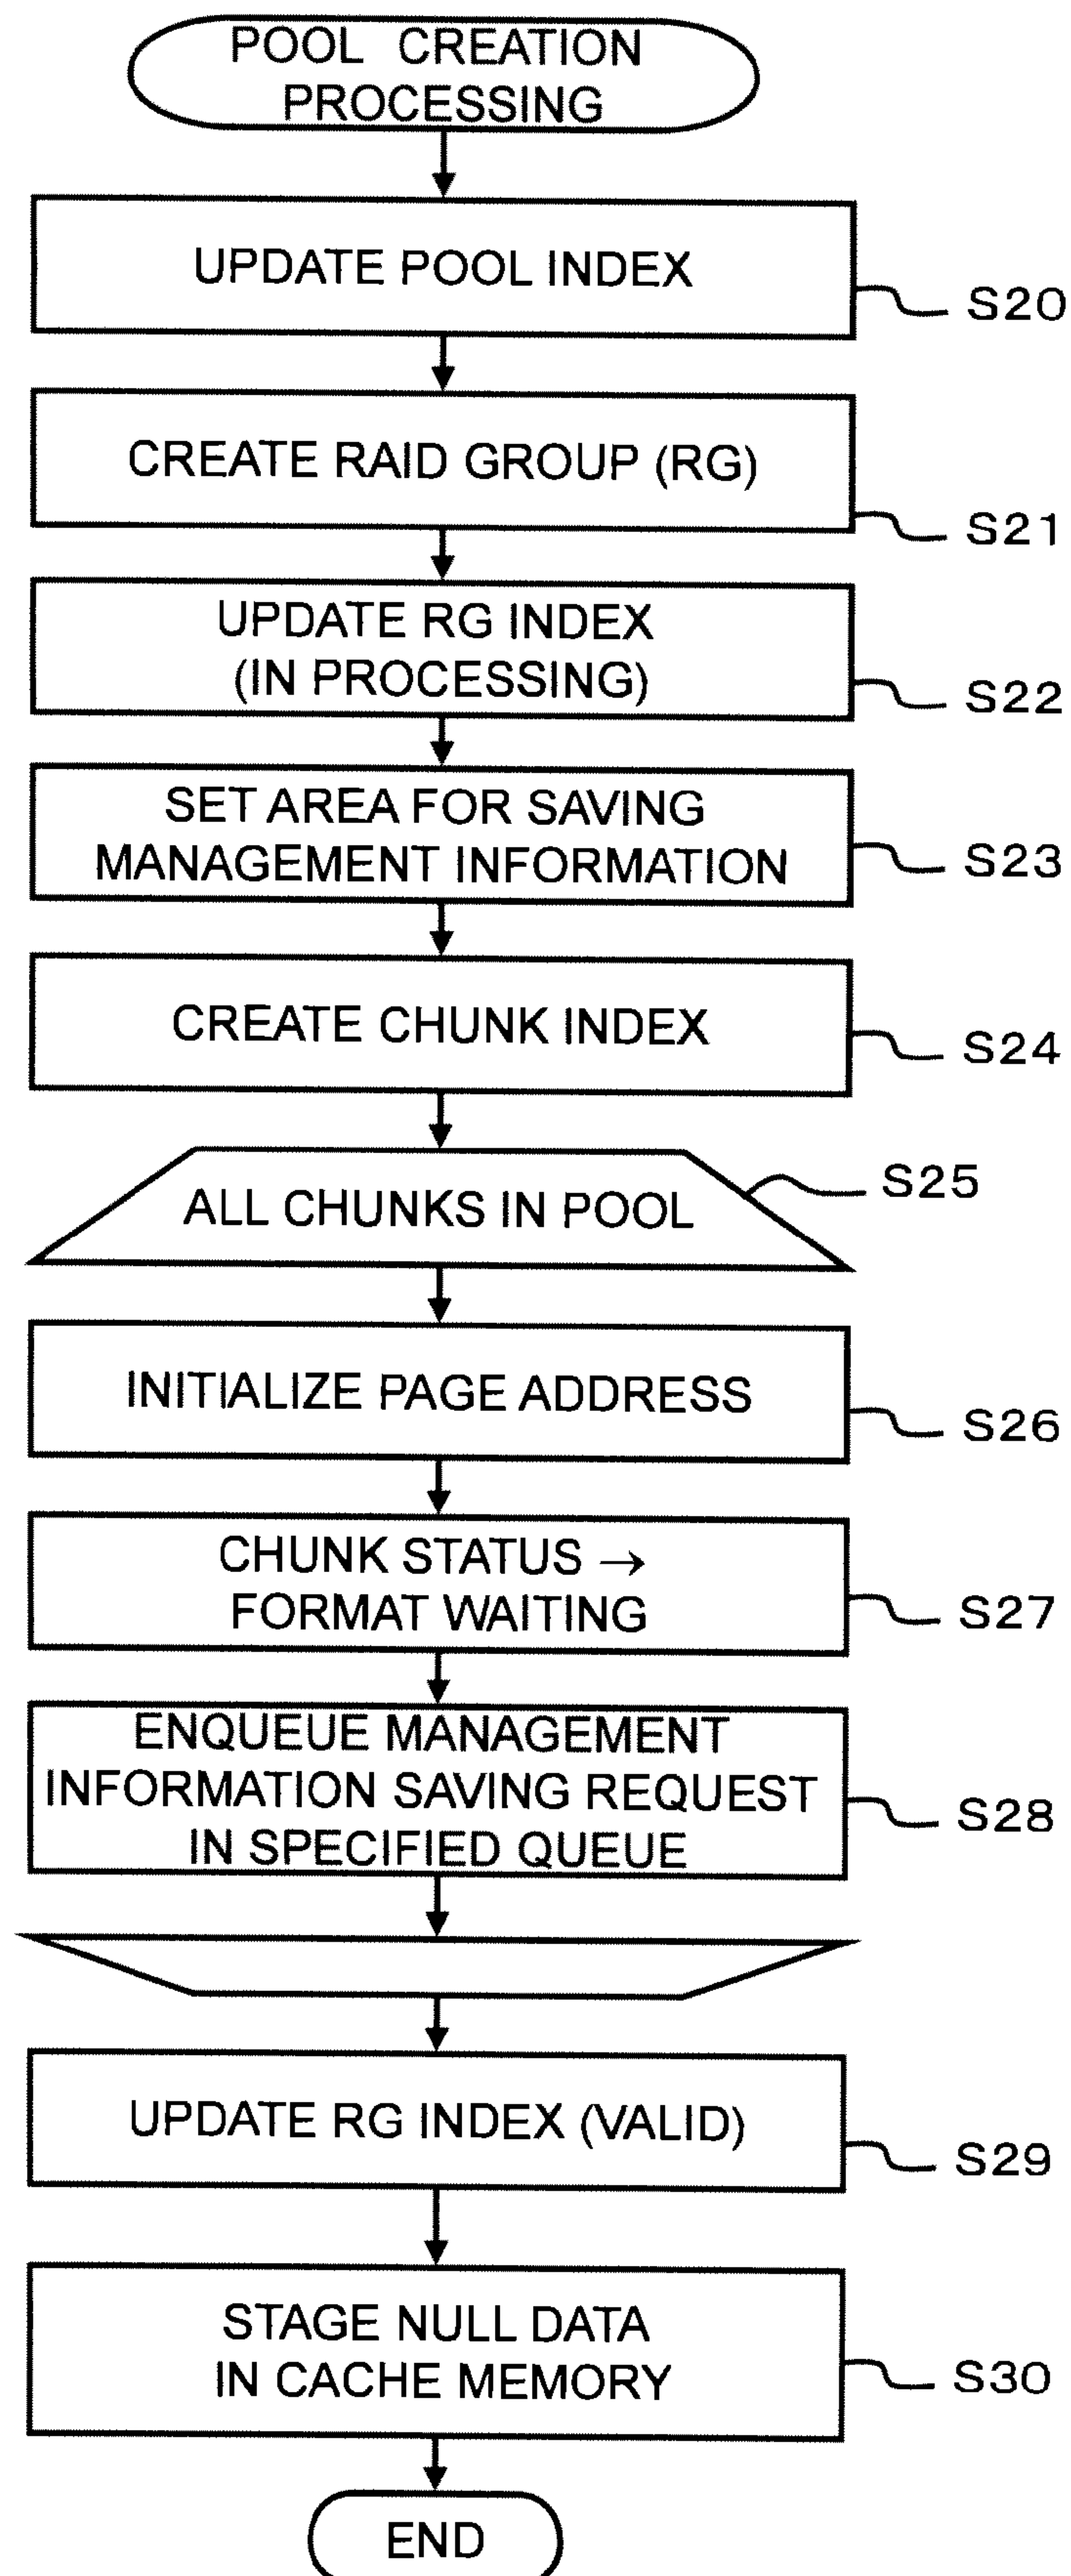 POOL CREATION
PROCESSING
UPDATE POOL INDEX
S20
CREATE RAID GROUP (RG)
S21
UPDATE RG INDEX
(IN PROCESSING)
S22
SET AREA FOR SAVING
MANAGEMENT INFORMATION
S23
CREATE CHUNK INDEX
S24
ALL CHUNKS IN POOL
S25
INITIALIZE PAGE ADDRESS
S26
CHUNK STATUS →
FORMAT WAITING
S27
ENQUEUE MANAGEMENT
INFORMATION SAVING REQUEST
IN SPECIFIED QUEUE
S28
UPDATE RG INDEX (VALID)
S29
STAGE NULL DATA
IN CACHE MEMORY
S30
END